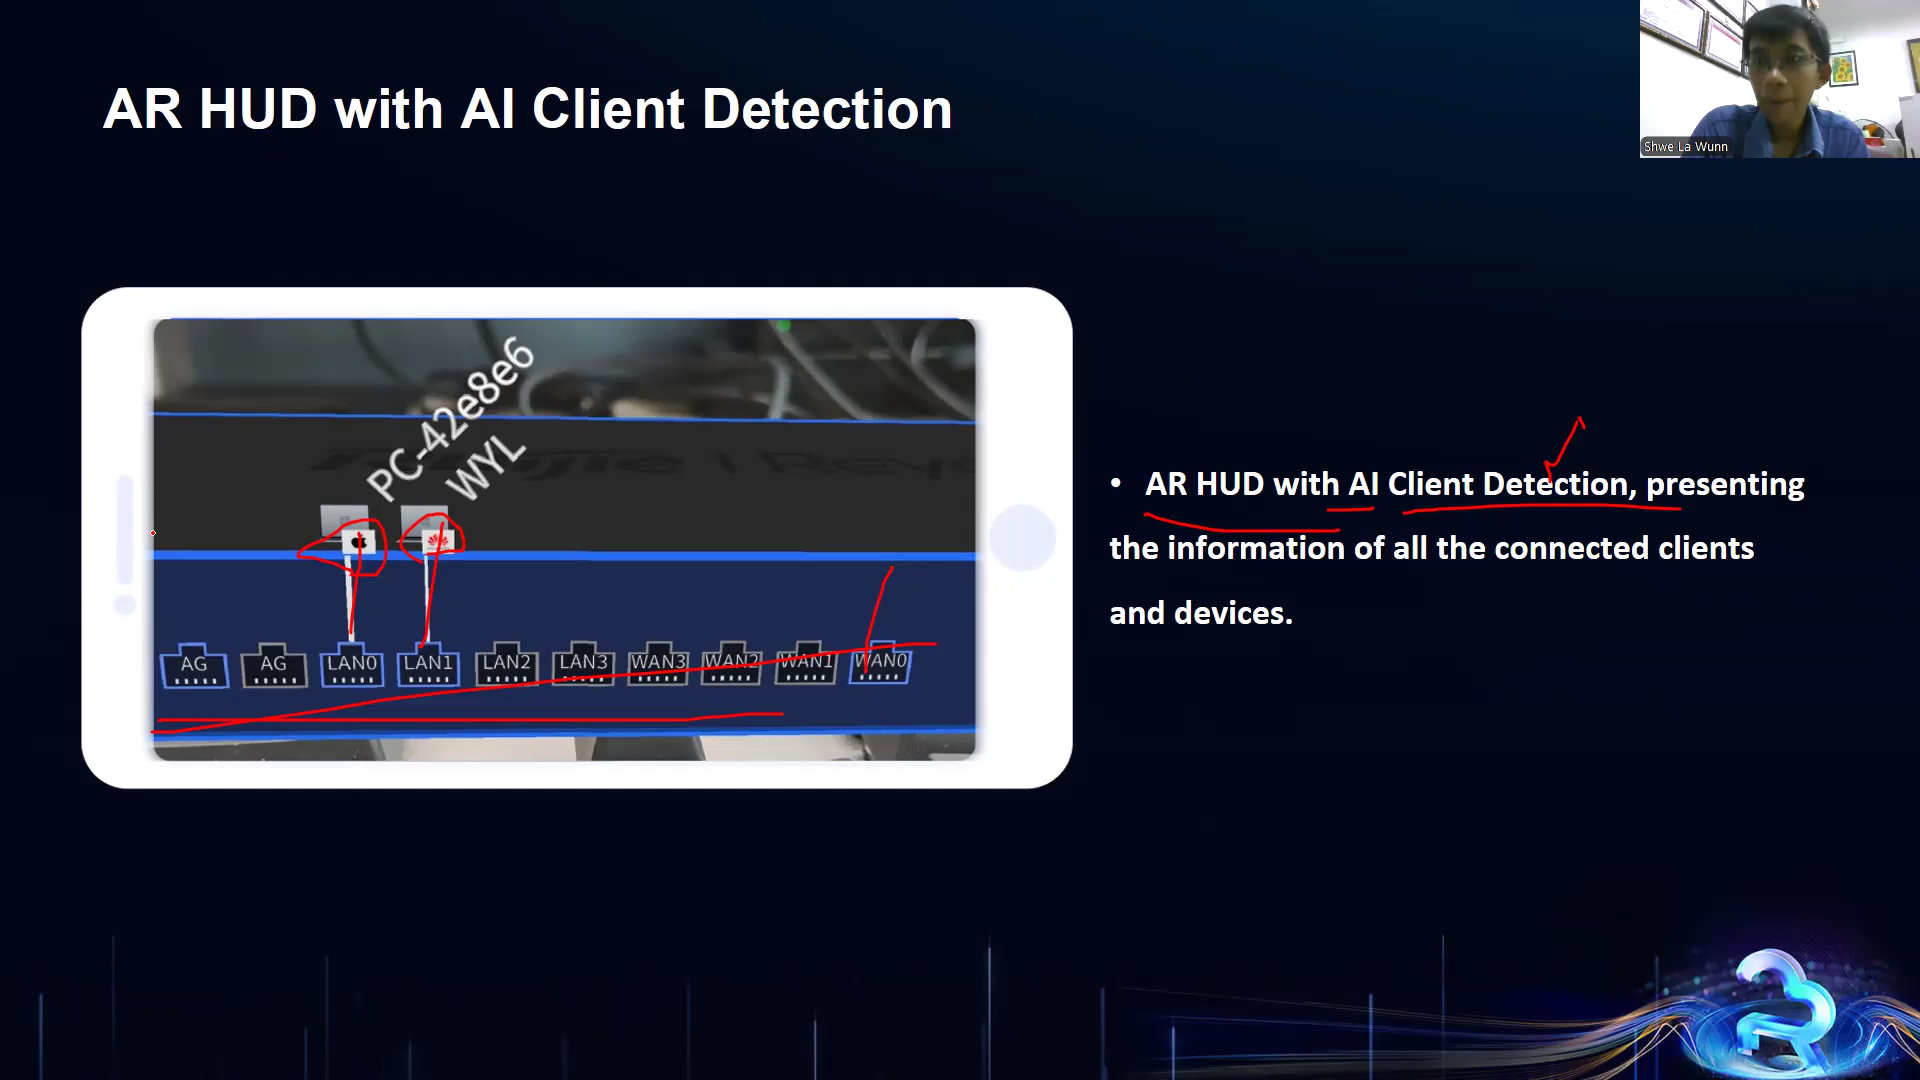 AR HUD with AI Client Detection
Shwe La Wunn
PC-42e8e6
WYL
AG
AG
LAN0
LAN1
LAN2
LAN3
WAN3
WAN2
WAN1
WAN0
• AR HUD with AI Client Detection, presenting
the information of all the connected clients
and devices.